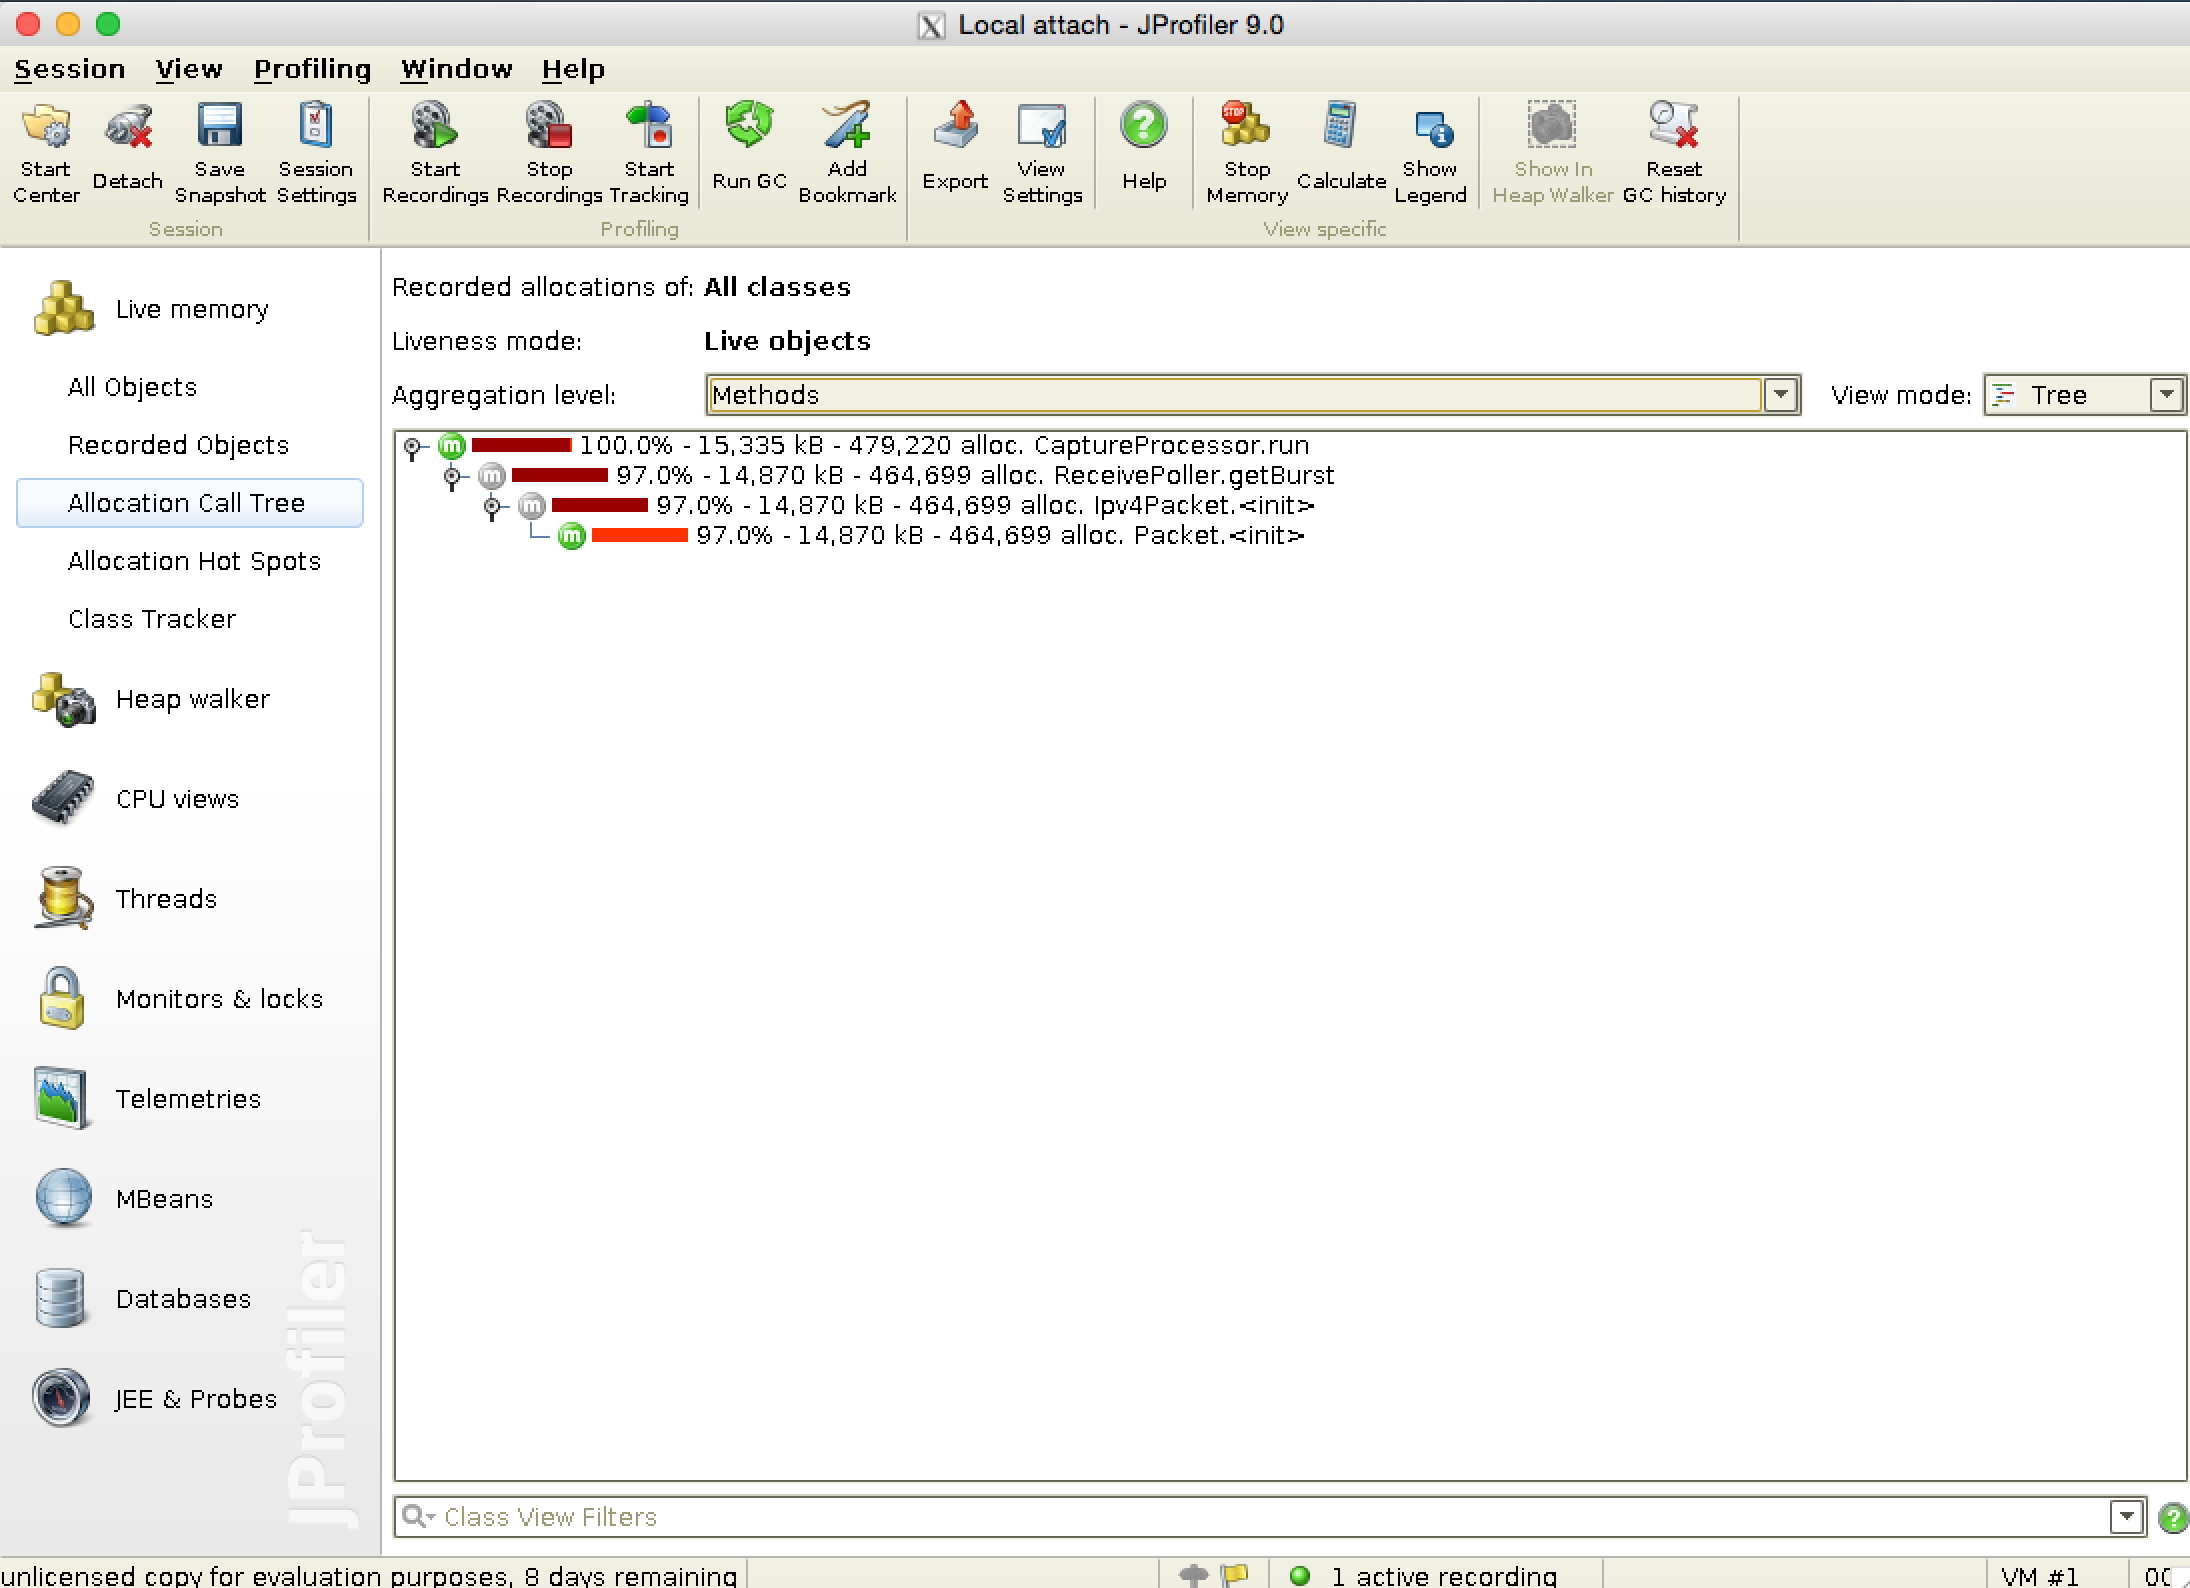 Local attach - JProfiler 9.0
Session View Profiling Window Help
Start Center
Detach
Save Snapshot
Session Settings
Start Recordings
Stop Recordings
Start Tracking
Run GC
Add Bookmark
Export
View Settings
Help
Stop Memory
Calculate
Show Legend
Show In Heap Walker
Reset GC history
Session
Profiling
View specific
Live memory
All Objects
Recorded Objects
Allocation Call Tree
Allocation Hot Spots
Class Tracker
Heap walker
CPU views
Threads
Monitors & locks
Telemetries
MBeans
Databases
JEE & Probes
JProfiler
Recorded allocations of: All classes
Liveness mode: Live objects
Aggregation level: Methods
View mode: Tree
100.0% - 15,335 kB - 479,220 alloc. CaptureProcessor.run
97.0% - 14,870 kB - 464,699 alloc. ReceivePoller.getBurst
97.0% - 14,870 kB - 464,699 alloc. Ipv4Packet.<init>
97.0% - 14,870 kB - 464,699 alloc. Packet.<init>
Class View Filters
unlicensed copy for evaluation purposes, 8 days remaining
1 active recording
VM #1